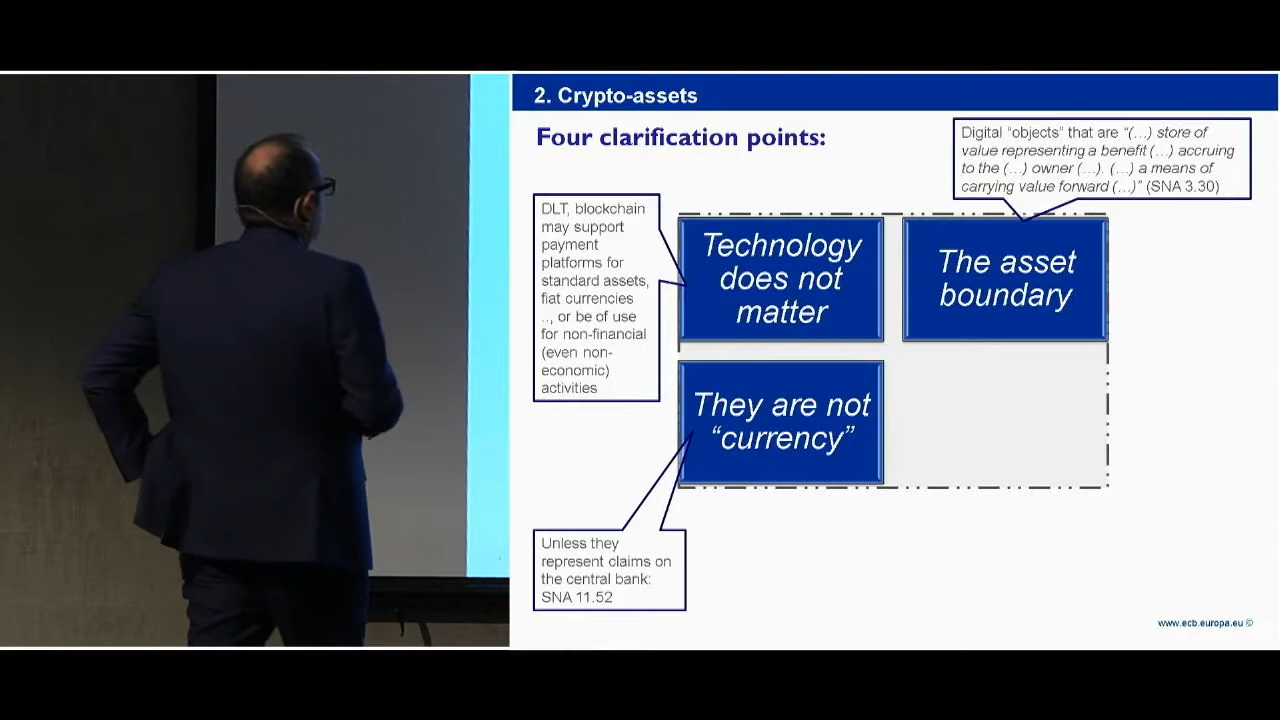 2. Crypto-assets
Four clarification points:
Digital “objects” that are “(…) store of
value representing a benefit (…) accruing
to the (…) owner (…). (…) a means of
carrying value forward (…)” (SNA 3.30)
DLT, blockchain
may support
payment
platforms for
standard assets,
fiat currencies
.., or be of use
for non-financial
(even non-
economic)
activities
Technology
does not
matter
The asset
boundary
They are not
“currency”
Unless they
represent claims on
the central bank:
SNA 11.52
www.ecb.europa.eu ©